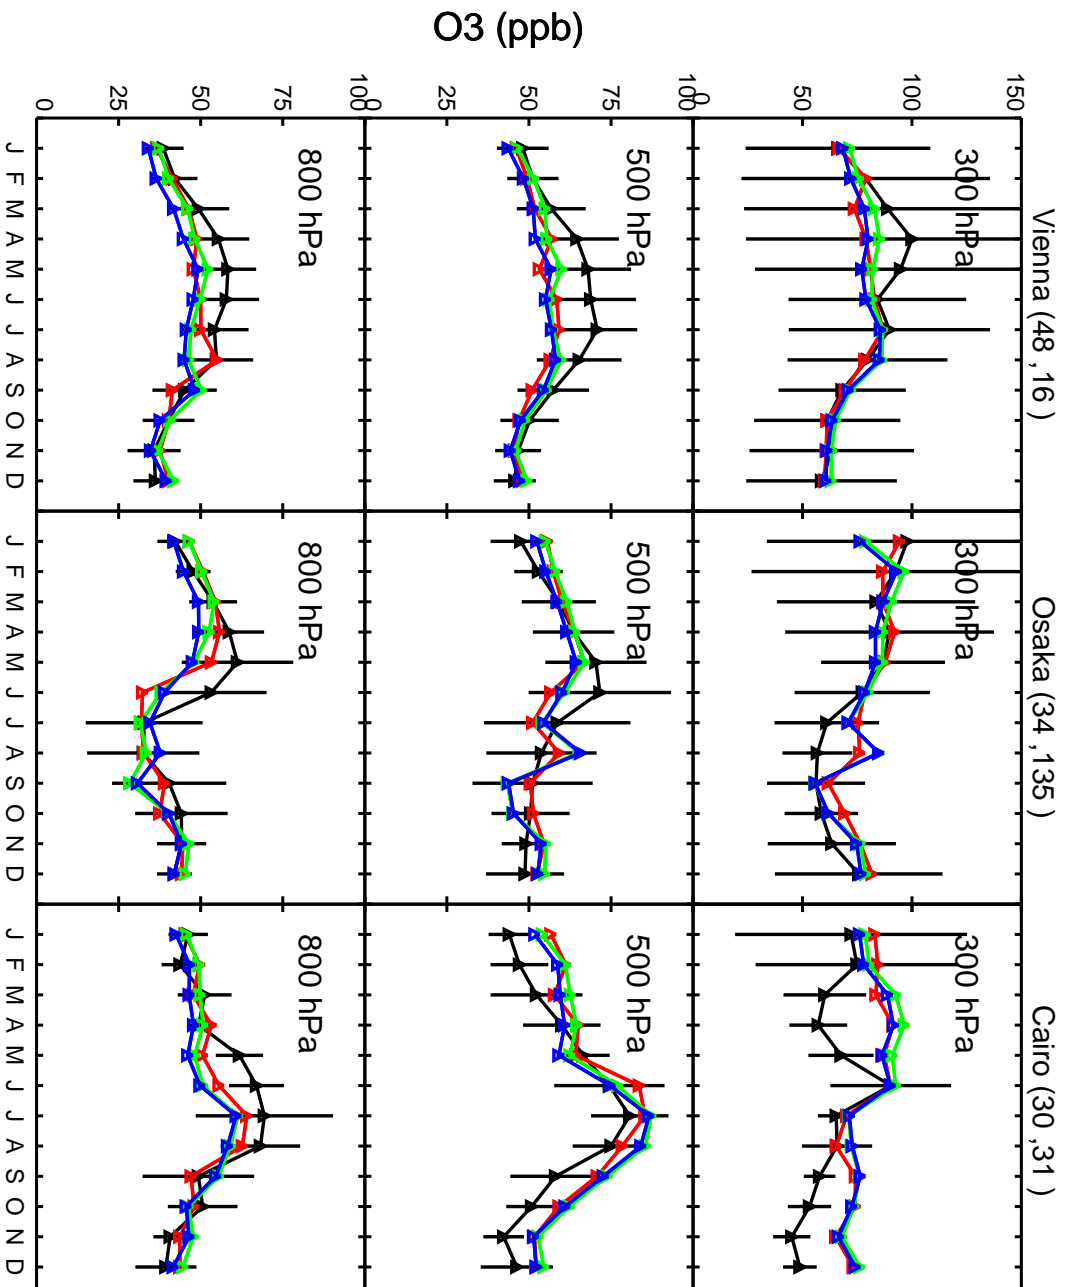 Vienna (48 ,16 )
Osaka (34 ,135 )
Cairo (30 ,31 )
O3 (ppb)
150
100
50
0
300 hPa
300 hPa
300 hPa
100
75
50
25
0
500 hPa
500 hPa
500 hPa
100
75
50
25
0
800 hPa
800 hPa
800 hPa
J F M A M J J A S O N D
J F M A M J J A S O N D
J F M A M J J A S O N D